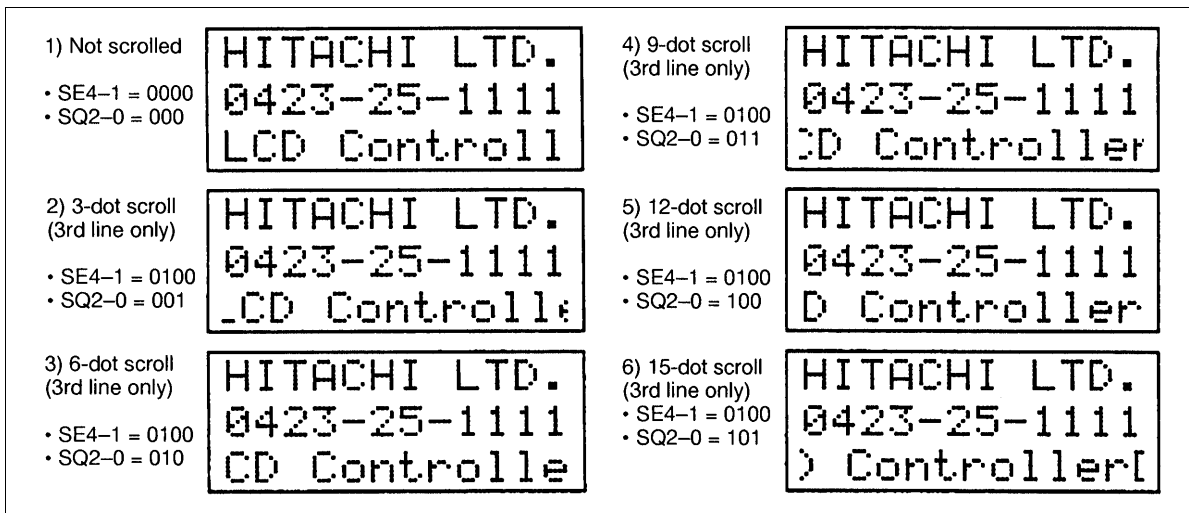 1) Not scrolled
• SE4–1 = 0000
• SQ2–0 = 000
HITACHI LTD.
0423-25-1111
LCD Controll
2) 3-dot scroll
(3rd line only)
• SE4–1 = 0100
• SQ2–0 = 001
HITACHI LTD.
0423-25-1111
CD Controll
3) 6-dot scroll
(3rd line only)
• SE4–1 = 0100
• SQ2–0 = 010
HITACHI LTD.
0423-25-1111
CD Controlle
4) 9-dot scroll
(3rd line only)
• SE4–1 = 0100
• SQ2–0 = 011
HITACHI LTD.
0423-25-1111
D Controller
5) 12-dot scroll
(3rd line only)
• SE4–1 = 0100
• SQ2–0 = 100
HITACHI LTD.
0423-25-1111
D Controller
6) 15-dot scroll
(3rd line only)
• SE4–1 = 0100
• SQ2–0 = 101
HITACHI LTD.
0423-25-1111
Controller